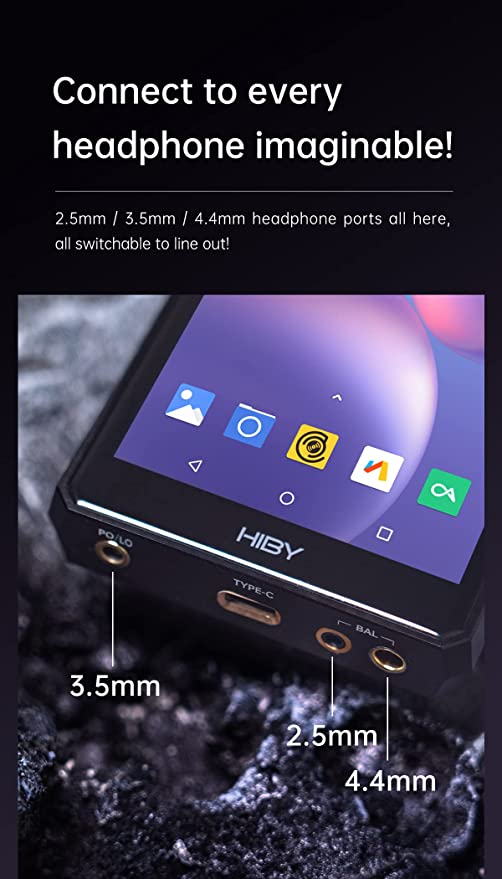 Connect to every
headphone imaginable!
2.5mm / 3.5mm / 4.4mm headphone ports all here,
all switchable to line out!
PO/LO
HIBY
TYPE-C
BAL
3.5mm
2.5mm
4.4mm